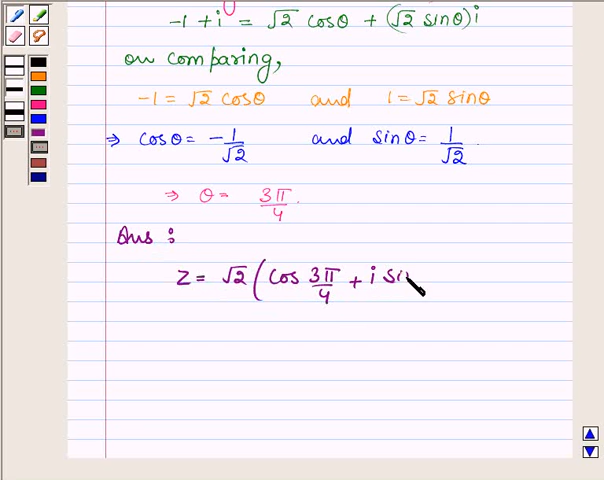 -1 + i = √2 cosθ + (√2 sinθ)i
on comparing,
-1 = √2 cosθ and 1 = √2 sinθ
⇒ cosθ = -1/√2 and sinθ = 1/√2.
⇒ θ = 3π/4.
Ans :
Z = √2 (cos 3π/4 + i si